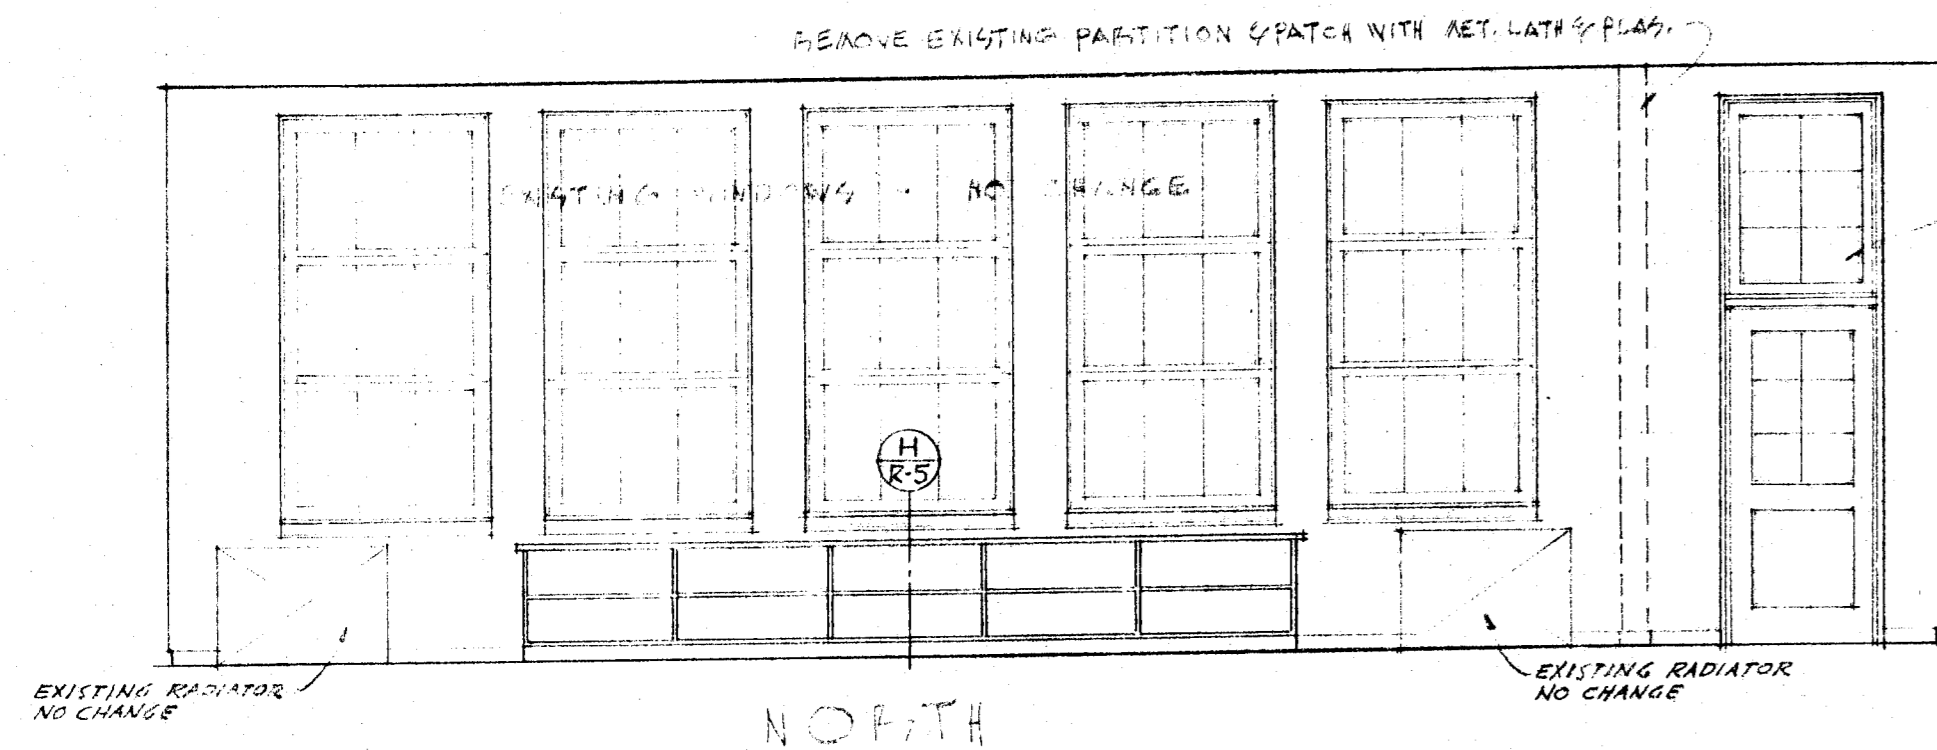 REMOVE EXISTING PARTITION & PATCH WITH MET. LATH & PLAS.
EXISTING WINDOWS - NO CHANGE
H
R-5
EXISTING RADIATOR
NO CHANGE
EXISTING RADIATOR
NO CHANGE
NORTH